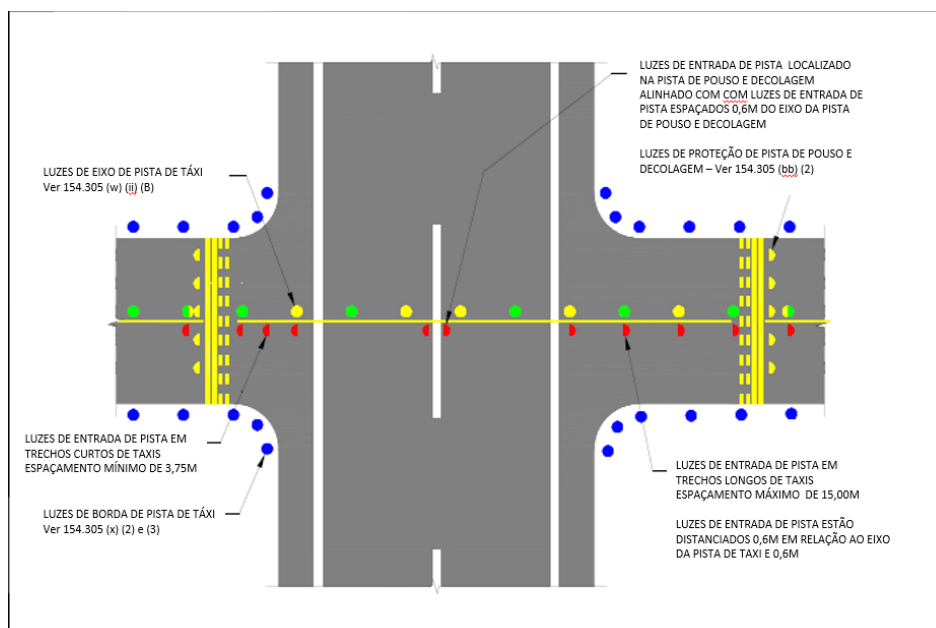 LUZES DE ENTRADA DE PISTA LOCALIZADO
NA PISTA DE POUSO E DECOLAGEM
ALINHADO COM COM LUZES DE ENTRADA DE
PISTA ESPAÇADOS 0,6M DO EIXO DA PISTA
DE POUSO E DECOLAGEM
LUZES DE PROTEÇÃO DE PISTA DE POUSO E
DECOLAGEM – Ver 154.305 (bb) (2)
LUZES DE EIXO DE PISTA DE TÁXI
Ver 154.305 (w) (ii) (B)
LUZES DE ENTRADA DE PISTA EM
TRECHOS CURTOS DE TAXIS
ESPAÇAMENTO MÍNIMO DE 3,75M
LUZES DE BORDA DE PISTA DE TÁXI
Ver 154.305 (x) (2) e (3)
LUZES DE ENTRADA DE PISTA EM
TRECHOS LONGOS DE TAXIS
ESPAÇAMENTO MÁXIMO DE 15,00M
LUZES DE ENTRADA DE PISTA ESTÃO
DISTANCIADOS 0,6M EM RELAÇÃO AO EIXO
DA PISTA DE TAXI E 0,6M